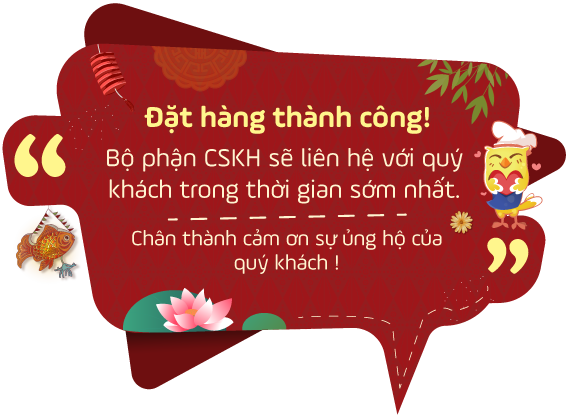 Đặt hàng thành công!
Bộ phận CSKH sẽ liên hệ với quý
khách trong thời gian sớm nhất.
Chân thành cảm ơn sự ủng hộ của
quý khách !